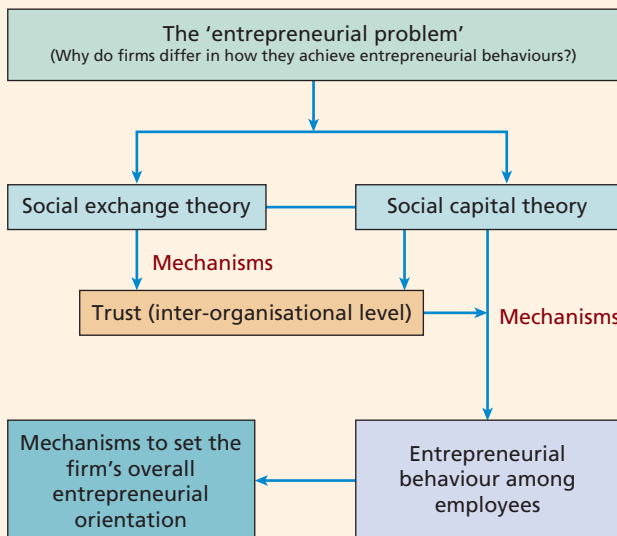 The ‘entrepreneurial problem’
(Why do firms differ in how they achieve entrepreneurial behaviours?)
Social exchange theory
Social capital theory
Mechanisms
Trust (inter-organisational level)
Mechanisms
Mechanisms to set the
firm’s overall
entrepreneurial
orientation
Entrepreneurial
behaviour among
employees